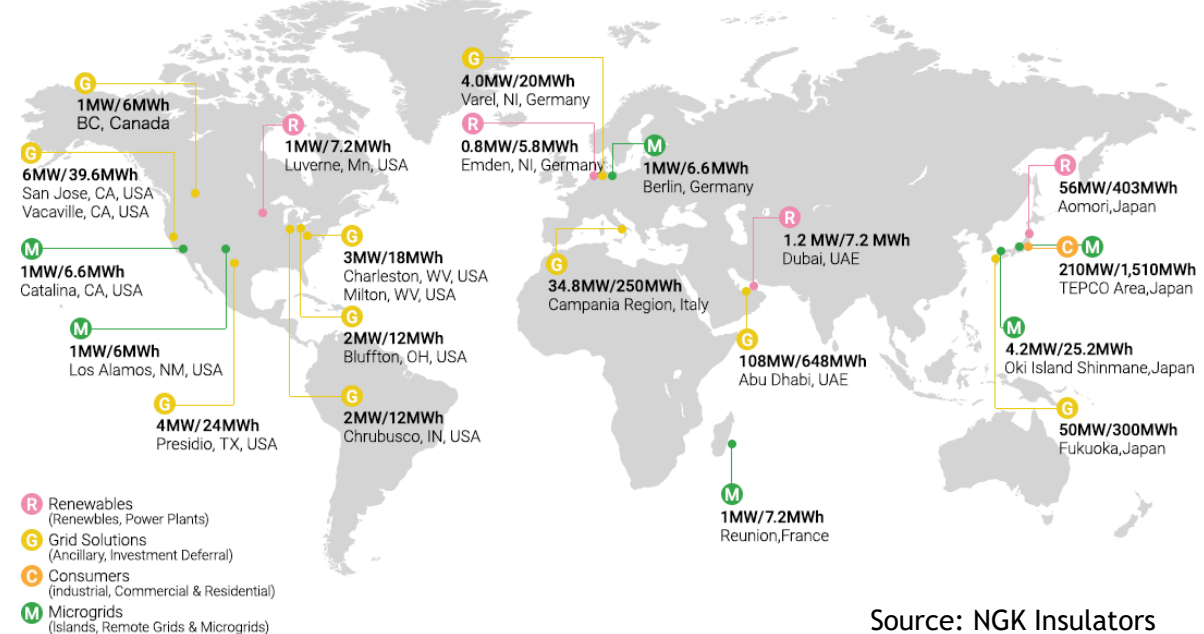 G
1MW/6MWh
BC, Canada
G
6MW/39.6MWh
San Jose, CA, USA
Vacaville, CA, USA
M
1MW/6.6MWh
Catalina, CA, USA
M
1MW/6MWh
Los Alamos, NM, USA
G
4MW/24MWh
Presidio, TX, USA
R
1MW/7.2MWh
Luverne, Mn, USA
G
3MW/18MWh
Charleston, WV, USA
Milton, WV, USA
G
2MW/12MWh
Bluffton, OH, USA
G
2MW/12MWh
Chrubusco, IN, USA
G
4.0MW/20MWh
Varel, NI, Germany
R
0.8MW/5.8MWh
Emden, NI, Germany
M
1MW/6.6MWh
Berlin, Germany
G
34.8MW/250MWh
Campania Region, Italy
R
1.2 MW/7.2 MWh
Dubai, UAE
G
108MW/648MWh
Abu Dhabi, UAE
M
1MW/7.2MWh
Reunion,France
R
56MW/403MWh
Aomori,Japan
C M
210MW/1,510MWh
TEPCO Area,Japan
M
4.2MW/25.2MWh
Oki Island Shinmane,Japan
G
50MW/300MWh
Fukuoka,Japan
R Renewables
(Renewbles, Power Plants)
G Grid Solutions
(Ancillary, Investment Deferral)
C Consumers
(industrial, Commercial & Residential)
M Microgrids
(Islands, Remote Grids & Microgrids)
Source: NGK Insulators